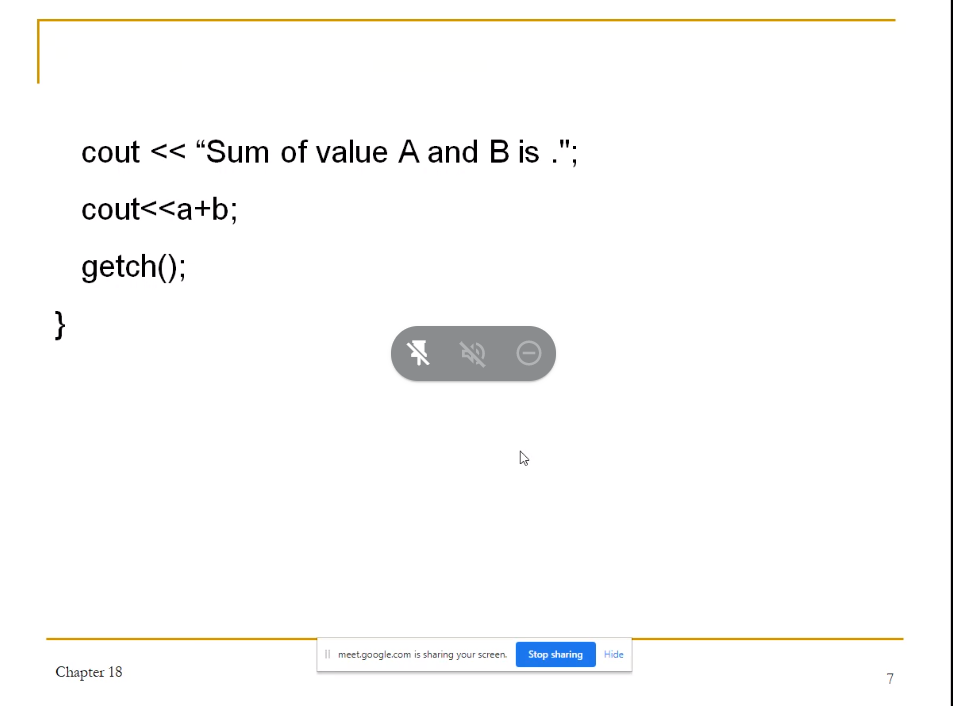 cout << “Sum of value A and B is .";
cout<<a+b;
getch();
}
meet.google.com is sharing your screen. Stop sharing Hide
Chapter 18
7